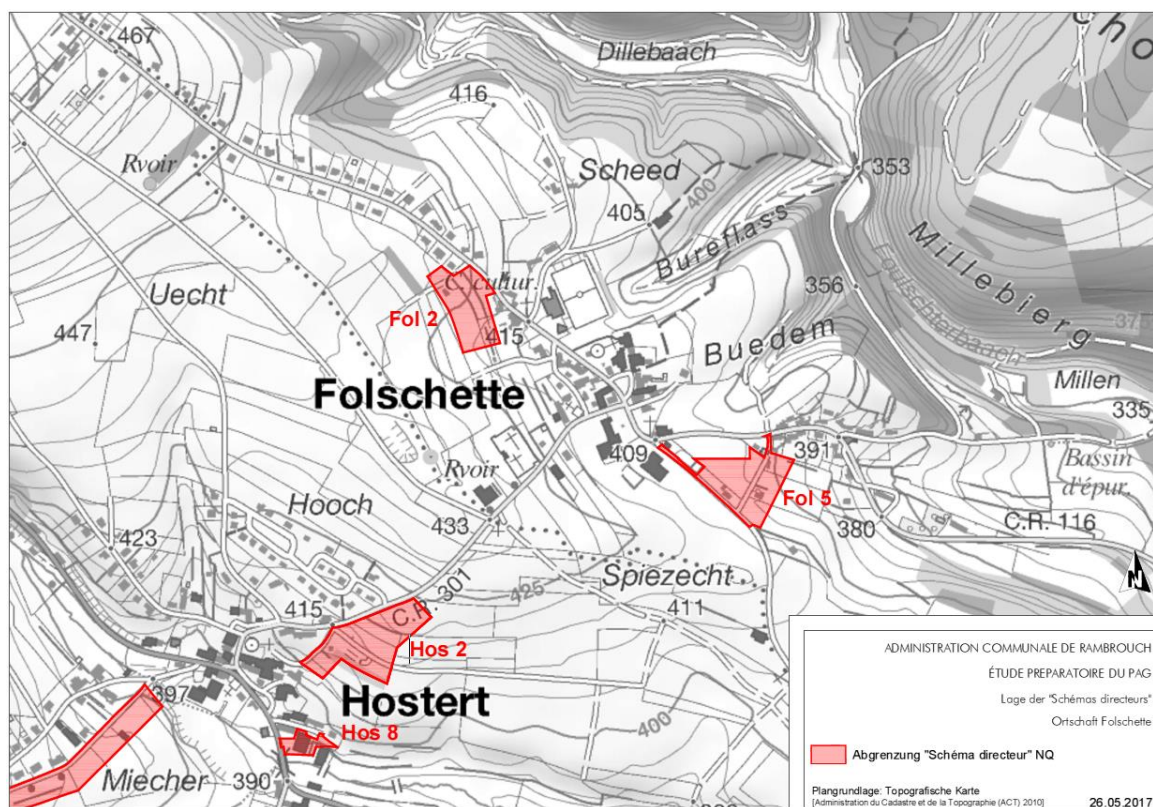 467
Dillebaach
416
Rvoir
Scheed
400
353
405
Bureflass
Millebierg
Uecht
C. cultur.
356
Fol 2
415
447
Buedem
375
Folschette
Millen
335
409
391
Bassin
d'épur.
Rvoir
Fol 5
Hooch
433
380
C.R. 116
423
N
C.R. 301
425
Spiezecht
415
411
Hos 2
397
Hostert
400
Hos 8
Miecher
390
ADMINISTRATION COMMUNALE DE RAMBROUCH
ÉTUDE PREPARATOIRE DU PAG
Lage der "Schémas directeurs"
Ortschaft Folschette
Abgrenzung "Schéma directeur" NQ
Plangrundlage: Topografische Karte
[Administration du Cadastre et de la Topographie (ACT) 2010]
26.05.2017